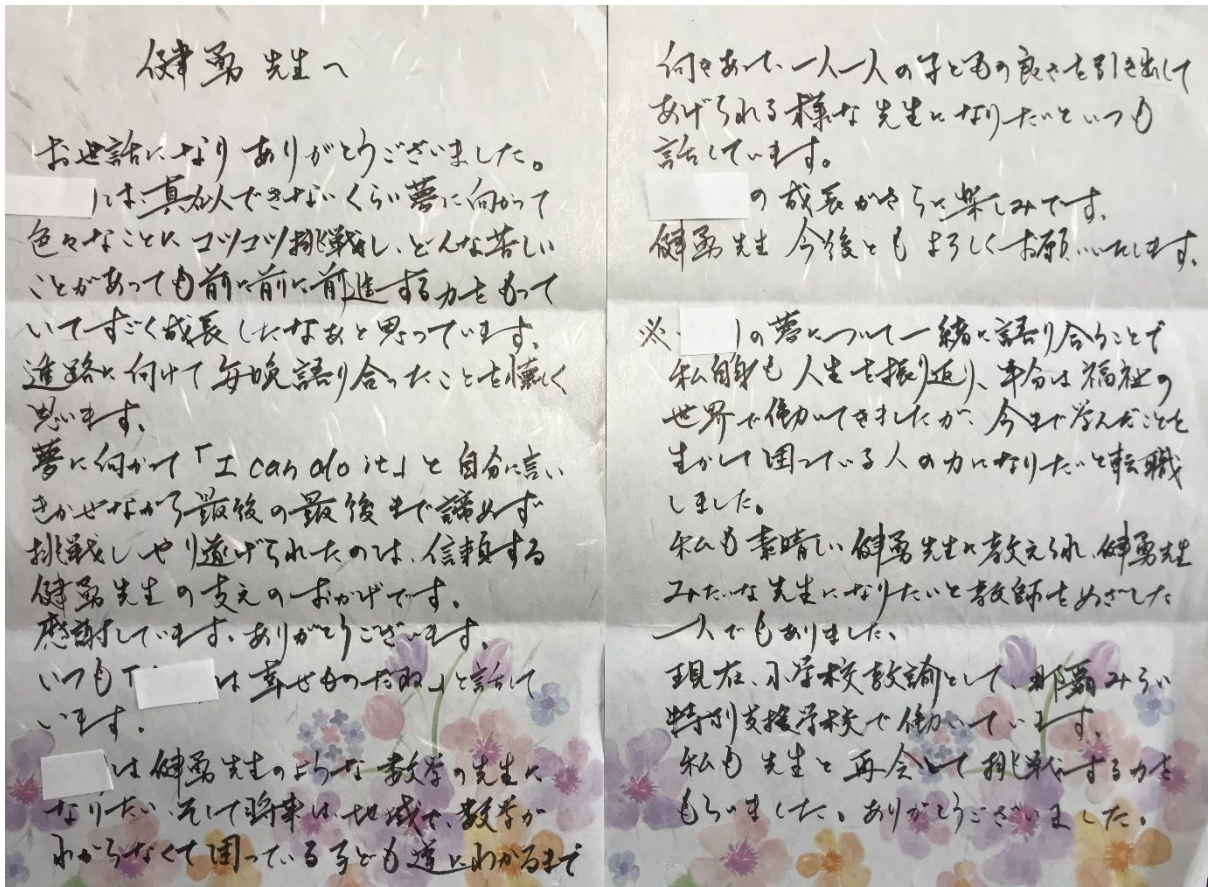 健勇先生へ
お世話になりありがとうございました。
は真似できないくらい夢に向かって
色々なことにコツコツ挑戦し、どんな苦しい
ことがあっても前に前に前進する力をもって
いてすごく成長したなあと思っています。
進路に向けて毎晩語り合ったことを懐しく
思います。
夢に向かって「I can do it」と自分に言い
きかせながら最後の最後まで諦めず
挑戦しやり遂げられたのは、信頼する
健勇先生の支えのおかげです。
感謝しています。ありがとうございます。
いつも「は幸せものだね」と話して
います。
は健勇先生のような数学の先生に
なりたい。そして将来は、地域で、数学が
わからなくて困っている子ども達にわかるまで
向きあって、一人一人の子どもの良さを引き出して
あげられる様な先生になりたいといつも
話しています。
の成長がさらに楽しみです。
健勇先生今後ともよろしくお願いいたします。
※の夢について一緒に語り合うことで
私自身も人生を振り返り、半分は福祉の
世界で働いてきましたが、今まで学んだことを
生かして困っている人の力になりたいと転職
しました。
私も素晴しい健勇先生に教えられ、健勇先生
みたいな先生になりたいと教師をめざした
一人でもありました。
現在、小学校教諭として、那覇みらい
特別支援学校で働いています。
私も先生と再会して挑戦する力を
もらいました。ありがとうございました。